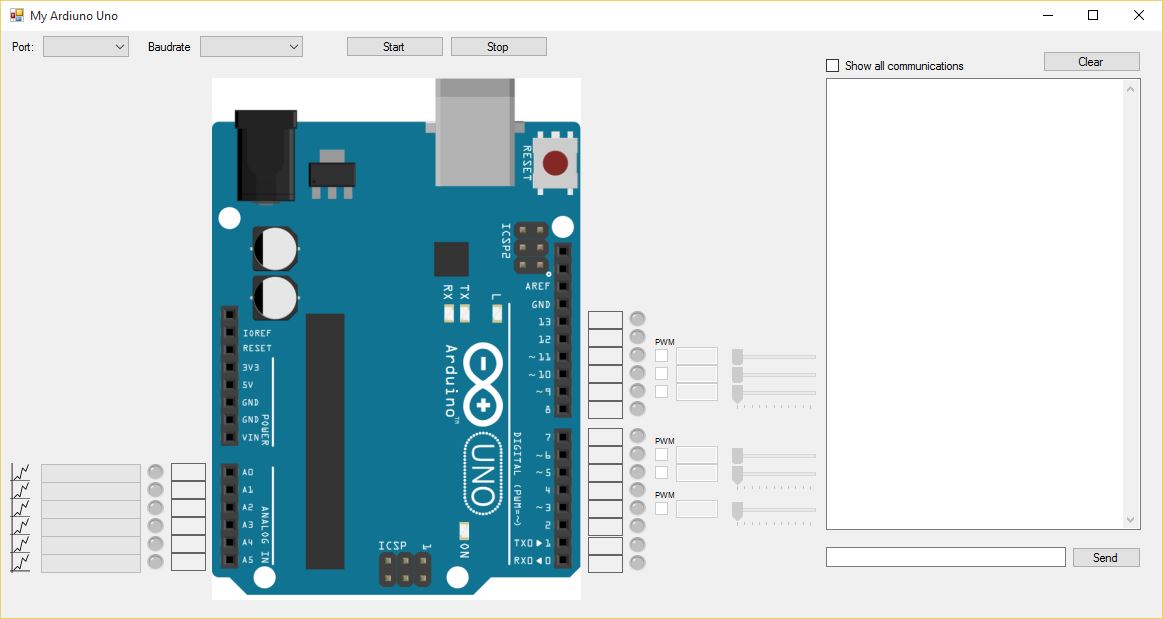 My Ardiuno Uno
Port:
Baudrate
Start
Stop
Show all communications
Clear
RESET
ICSP2
AREF
GND
RX
TX
L
13
12
~11
~10
~9
8
PWM
IOREF
RESET
3V3
5V
GND
GND
VIN
POWER
Arduino™
UNO
DIGITAL (PWM=~)
7
~6
~5
4
~3
2
TX0▶1
RX0◀0
PWM
PWM
A0
A1
A2
A3
A4
A5
ANALOG IN
ICSP
1
ON
Send